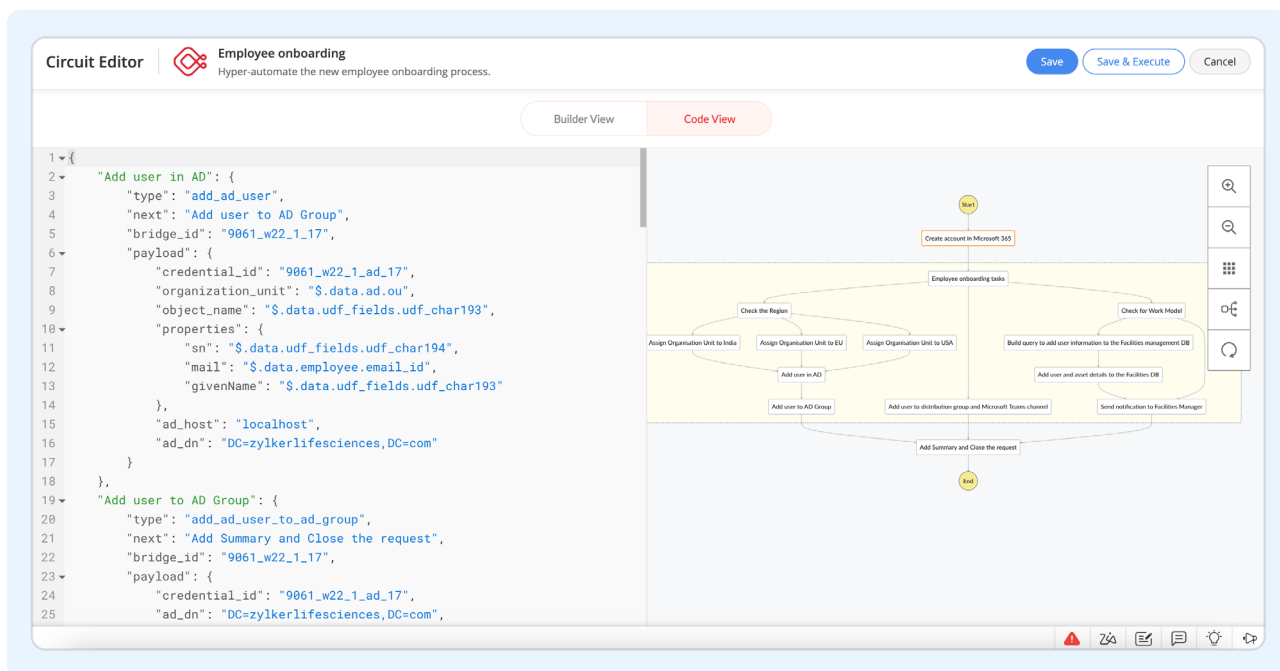 Circuit Editor
Employee onboarding
Hyper-automate the new employee onboarding process.
Save
Save & Execute
Cancel
Builder View
Code View
1 {
2 "Add user in AD": {
3 "type": "add_ad_user",
4 "next": "Add user to AD Group",
5 "bridge_id": "9061_w22_1_17",
6 "payload": {
7 "credential_id": "9061_w22_1_ad_17",
8 "organization_unit": "$.data.ad.ou",
9 "object_name": "$.data.udf_fields.udf_char193",
10 "properties": {
11 "sn": "$.data.udf_fields.udf_char194",
12 "mail": "$.data.employee.email_id",
13 "givenName": "$.data.udf_fields.udf_char193"
14 },
15 "ad_host": "localhost",
16 "ad_dn": "DC=zylkerlifesciences,DC=com"
17 }
18 },
19 "Add user to AD Group": {
20 "type": "add_ad_user_to_ad_group",
21 "next": "Add Summary and Close the request",
22 "bridge_id": "9061_w22_1_17",
23 "payload": {
24 "credential_id": "9061_w22_1_ad_17",
25 "ad_dn": "DC=zylkerlifesciences,DC=com",
Start
Create account in Microsoft 365
Employee onboarding tasks
Check the Region
Check for Work Model
Assign Organisation Unit to India
Assign Organisation Unit to EU
Assign Organisation Unit to USA
Build query to add user information to the Facilities management DB
Add user in AD
Add user and asset details to the Facilities DB
Add user to AD Group
Add user to distribution group and Microsoft Teams channel
Send notification to Facilities Manager
Add Summary and Close the request
End